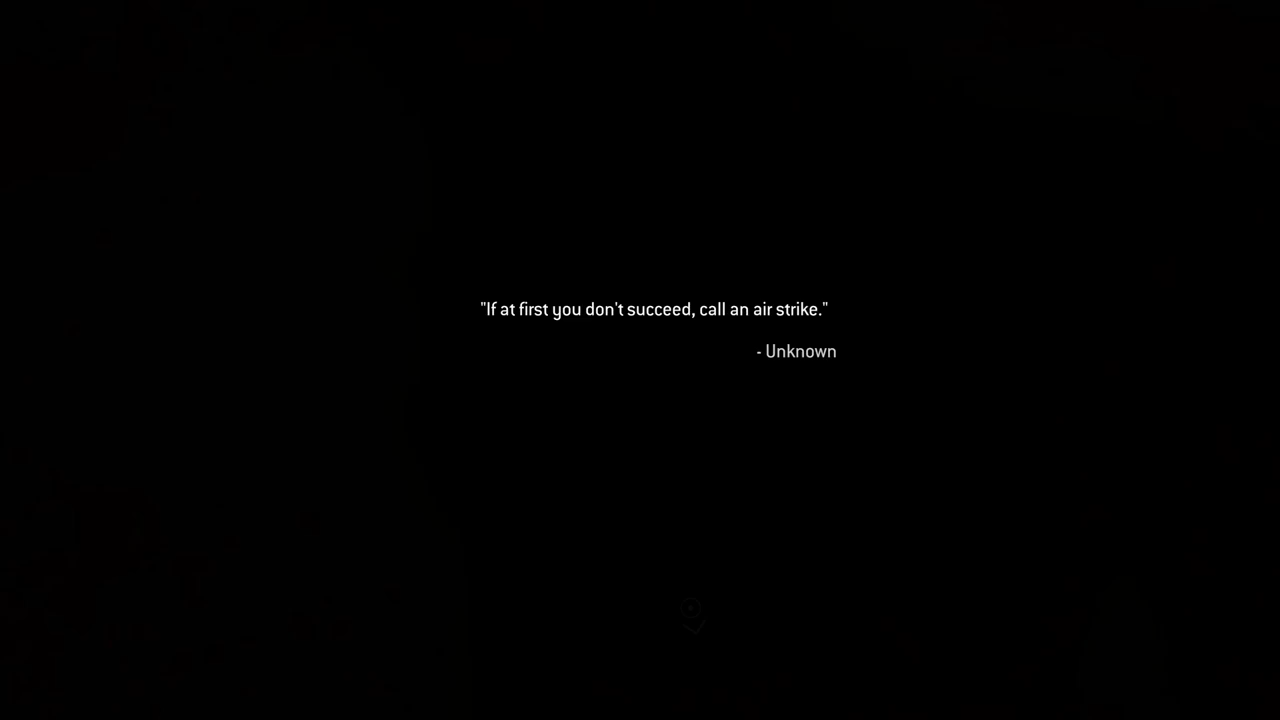 "If at first you don't succeed, call an air strike."
- Unknown